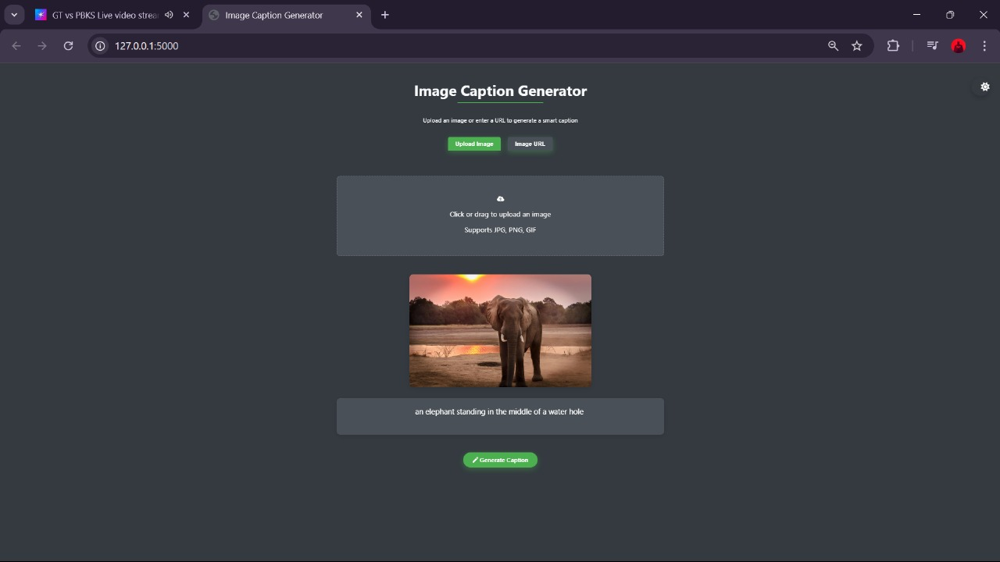 GT vs PBKS Live video strea
Image Caption Generator
127.0.0.1:5000
Image Caption Generator
Upload an image or enter a URL to generate a smart caption
Upload Image
Image URL
Click or drag to upload an image
Supports JPG, PNG, GIF
an elephant standing in the middle of a water hole
Generate Caption